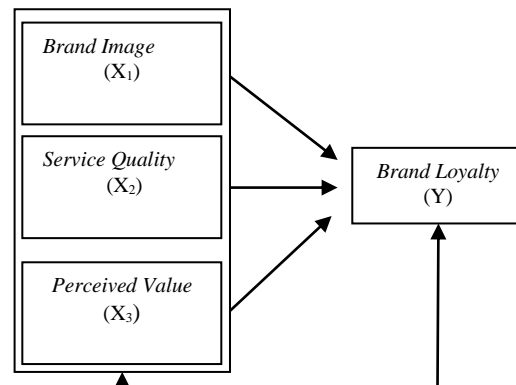 Brand Image
(X₁)
Service Quality
(X₂)
Brand Loyalty
(Y)
Perceived Value
(X₃)